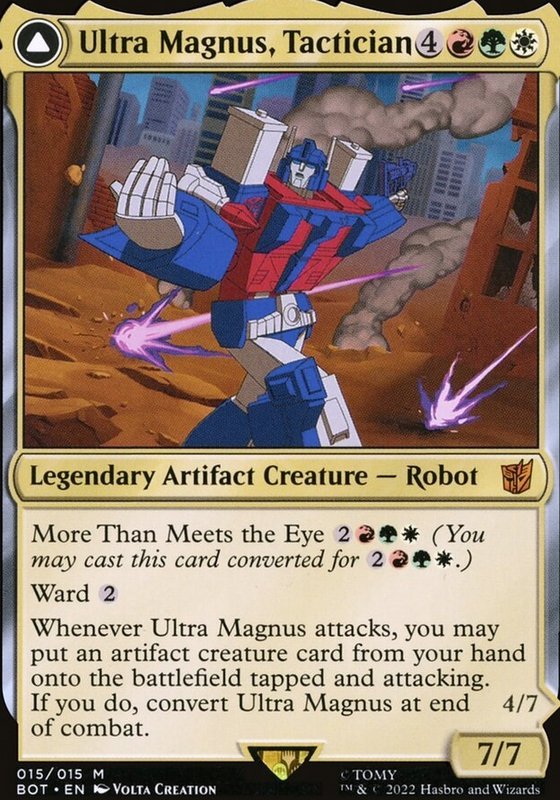 Ultra Magnus, Tactician 4
Legendary Artifact Creature — Robot
More Than Meets the Eye 2 (You
may cast this card converted for 2 .)
Ward 2
Whenever Ultra Magnus attacks, you may
put an artifact creature card from your hand
onto the battlefield tapped and attacking.
If you do, convert Ultra Magnus at end
of combat.
4/7
7/7
015/015 M
BOT • EN Volta Creation
© TOMY
™ & © 2022 Hasbro and Wizards